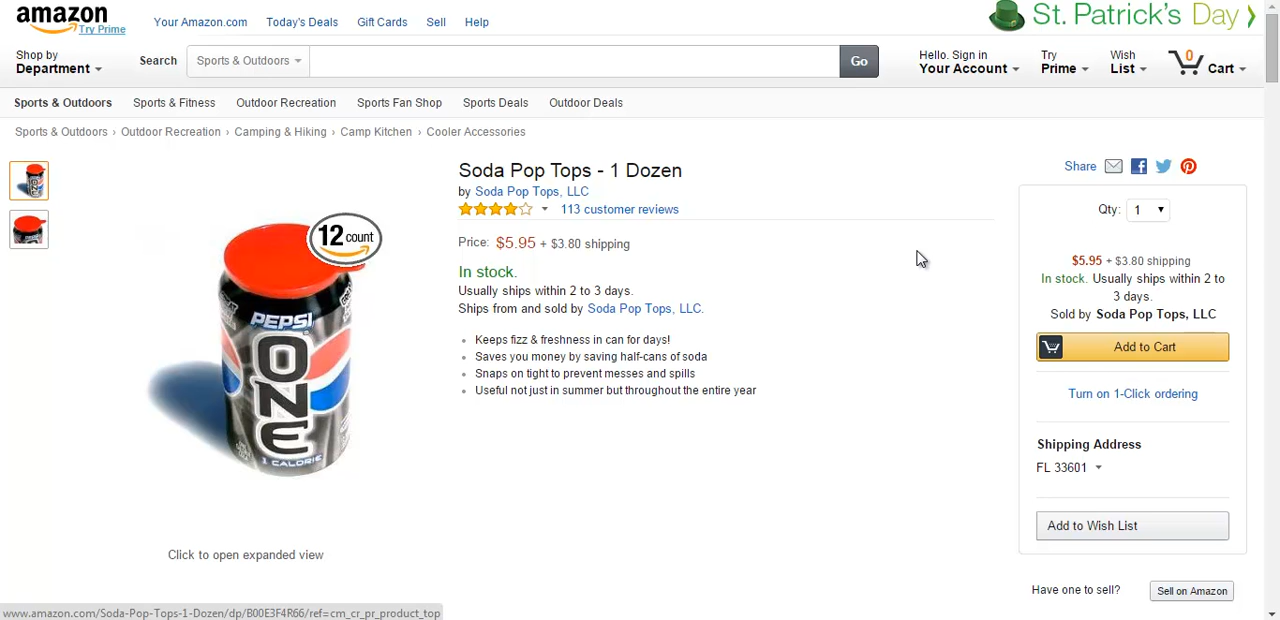 amazon
Try Prime
Your Amazon.com Today's Deals Gift Cards Sell Help
St. Patrick's Day
Shop by
Department
Search Sports & Outdoors Go
Hello. Sign in
Your Account
Try
Prime
Wish
List
0
Cart
Sports & Outdoors Sports & Fitness Outdoor Recreation Sports Fan Shop Sports Deals Outdoor Deals
Sports & Outdoors › Outdoor Recreation › Camping & Hiking › Camp Kitchen › Cooler Accessories
12 count
PEPSI
ONE
1 CALORIE
Click to open expanded view
Soda Pop Tops - 1 Dozen
by Soda Pop Tops, LLC
113 customer reviews
Price: $5.95 + $3.80 shipping
In stock.
Usually ships within 2 to 3 days.
Ships from and sold by Soda Pop Tops, LLC.
Keeps fizz & freshness in can for days!
Saves you money by saving half-cans of soda
Snaps on tight to prevent messes and spills
Useful not just in summer but throughout the entire year
Share
Qty: 1
$5.95 + $3.80 shipping
In stock. Usually ships within 2 to
3 days.
Sold by Soda Pop Tops, LLC
Add to Cart
Turn on 1-Click ordering
Shipping Address
FL 33601
Add to Wish List
Have one to sell? Sell on Amazon
www.amazon.com/Soda-Pop-Tops-1-Dozen/dp/B00E3F4R66/ref=cm_cr_pr_product_top